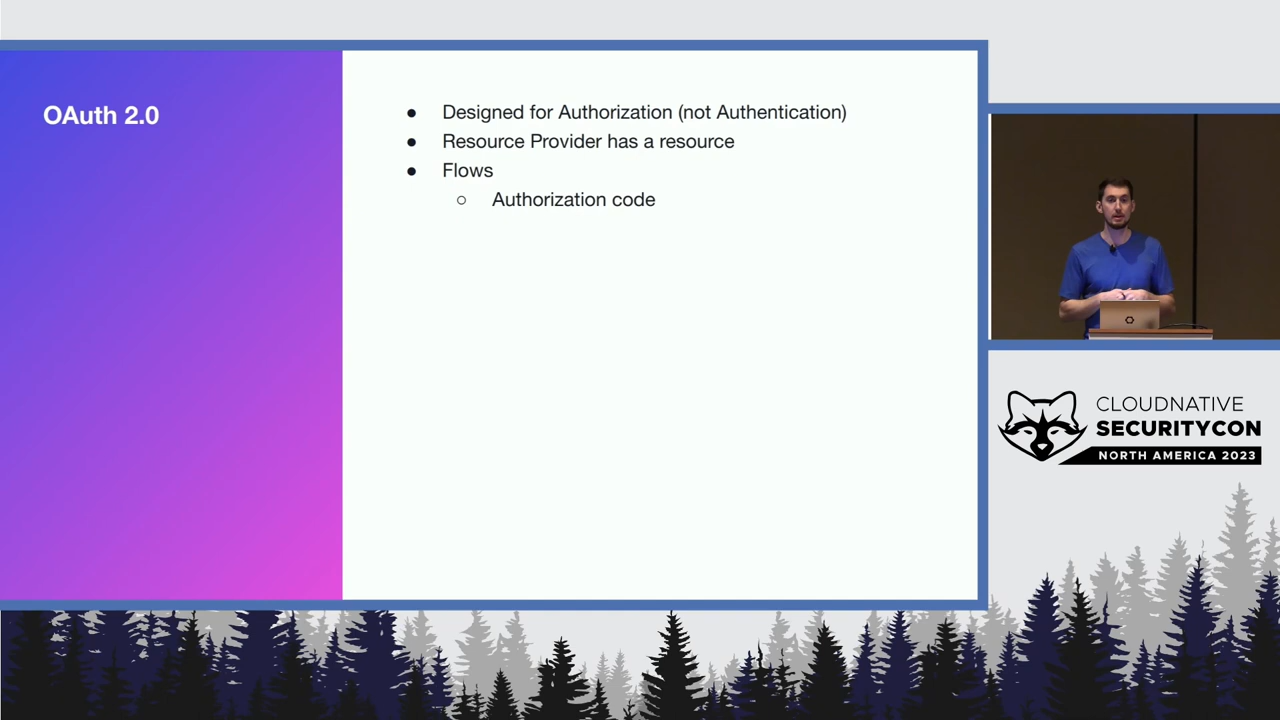 OAuth 2.0
● Designed for Authorization (not Authentication)
● Resource Provider has a resource
● Flows
○ Authorization code
CLOUDNATIVE
SECURITYCON
NORTH AMERICA 2023